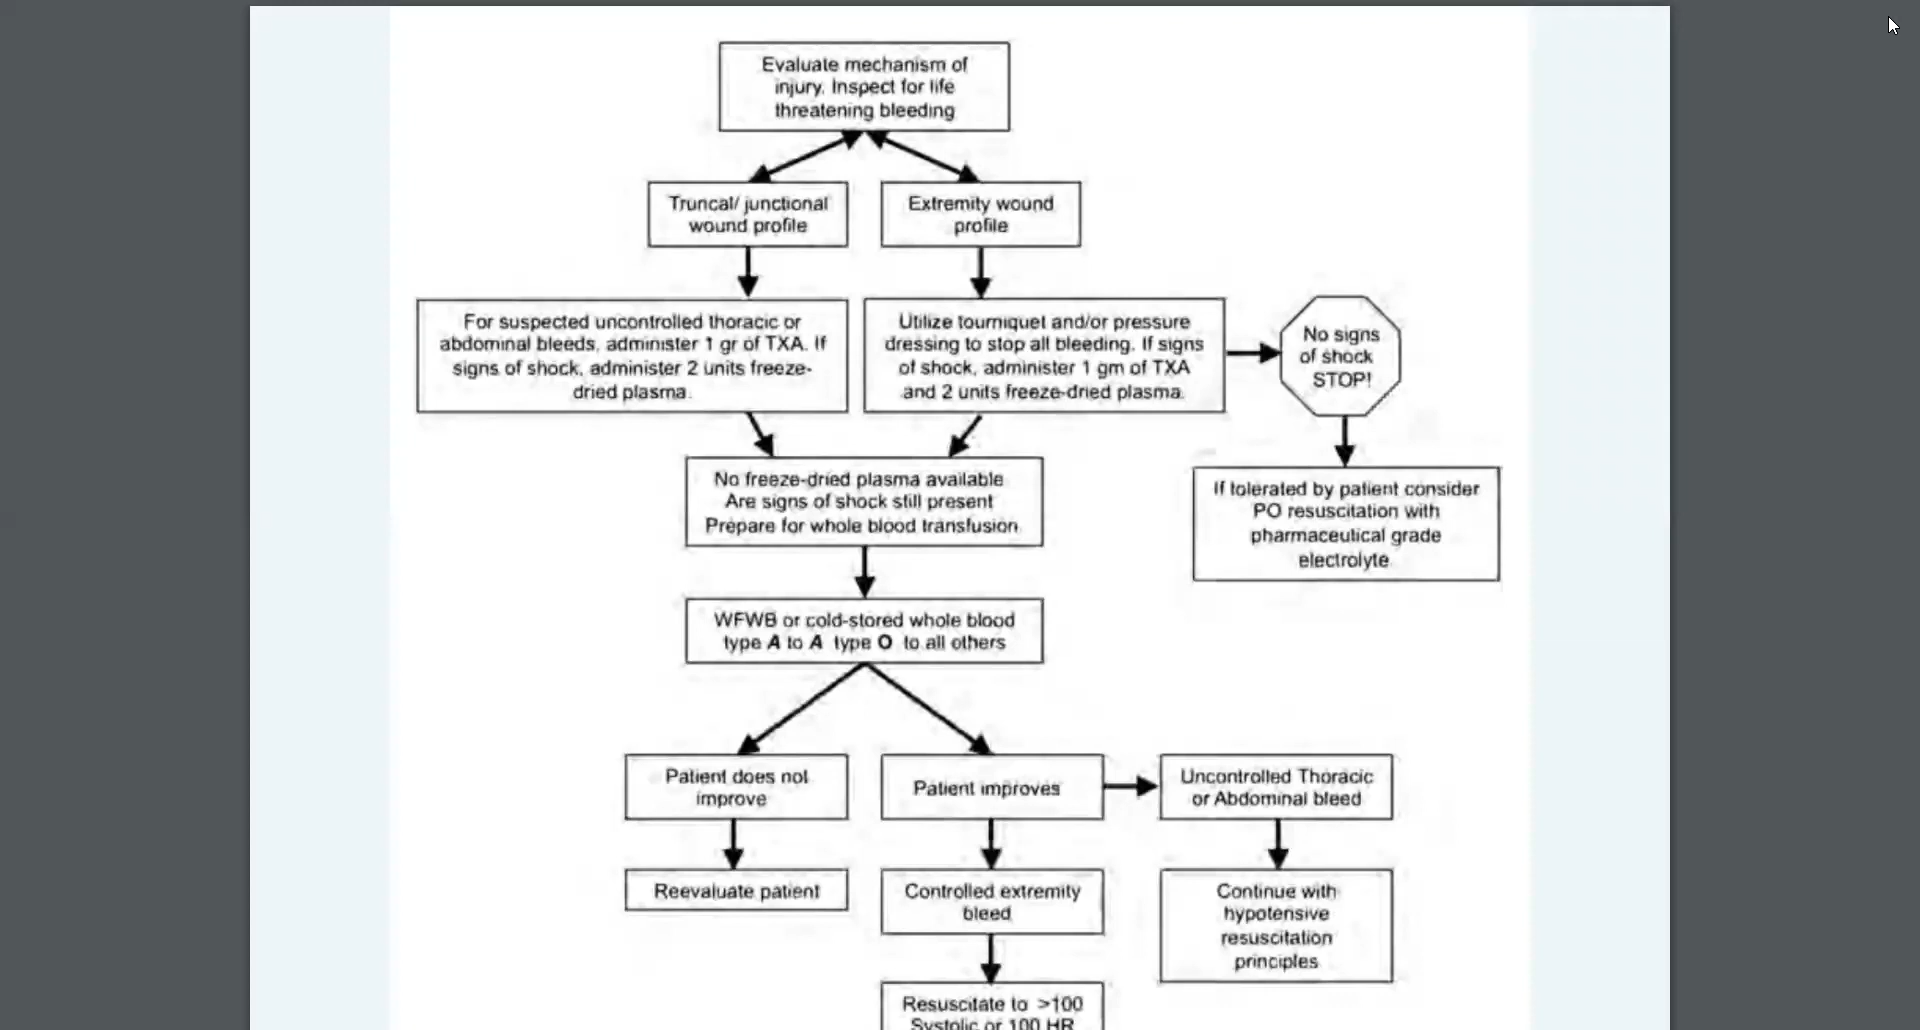 Evaluate mechanism of
injury. Inspect for life
threatening bleeding
Truncal/ junctional
wound profile
Extremity wound
profile
For suspected uncontrolled thoracic or
abdominal bleeds, administer 1 gr of TXA. If
signs of shock, administer 2 units freeze-
dried plasma.
Utilize tourniquet and/or pressure
dressing to stop all bleeding. If signs
of shock, administer 1 gm of TXA
and 2 units freeze-dried plasma.
No signs
of shock
STOP!
No freeze-dried plasma available
Are signs of shock still present
Prepare for whole blood transfusion
If tolerated by patient consider
PO resuscitation with
pharmaceutical grade
electrolyte
WFWB or cold-stored whole blood
type A to A type O to all others
Patient does not
improve
Patient improves
Uncontrolled Thoracic
or Abdominal bleed
Reevaluate patient
Controlled extremity
bleed
Continue with
hypotensive
resuscitation
principles
Resuscitate to >100
Systolic or 100 HR